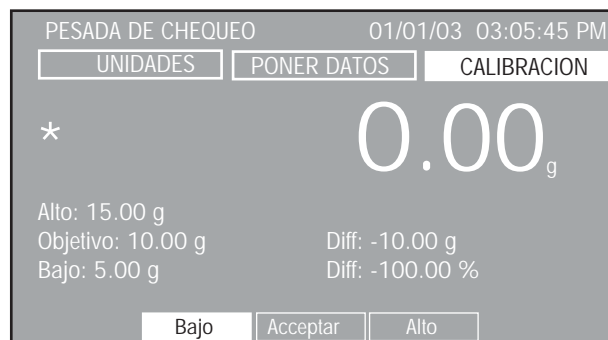 PESADA DE CHEQUEO 01/01/03 03:05:45 PM
UNIDADES PONER DATOS CALIBRACION
* 0.00 g
Alto: 15.00 g
Objetivo: 10.00 g Diff: -10.00 g
Bajo: 5.00 g Diff: -100.00 %
Bajo Acceptar Alto